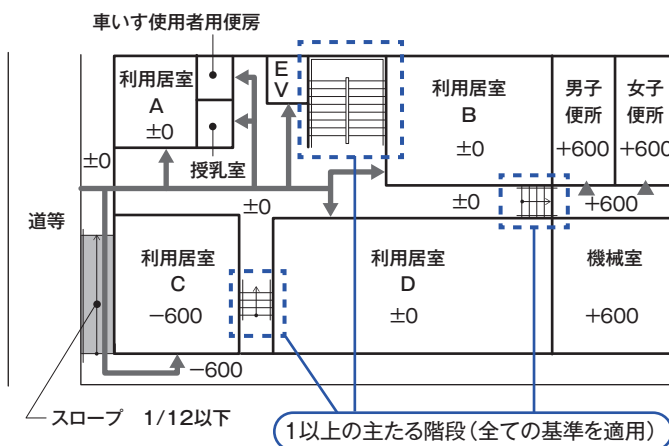 車いす使用者用便房
利用居室
A
±0
EV
利用居室
B
±0
男子
便所
+600
女子
便所
+600
授乳室
±0
±0
±0
+600
道等
利用居室
C
−600
利用居室
D
±0
機械室
+600
−600
スロープ 1/12以下
1以上の主たる階段(全ての基準を適用)